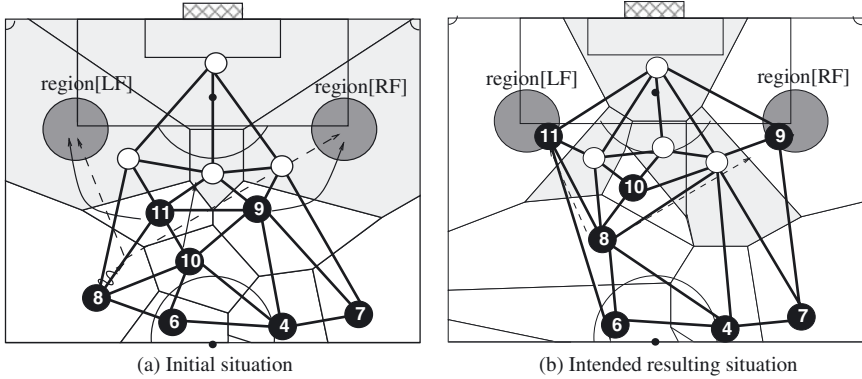 region[LF]
region[RF]
11
9
10
8
6
4
7
(a) Initial situation
region[LF]
region[RF]
11
9
10
8
6
4
7
(b) Intended resulting situation